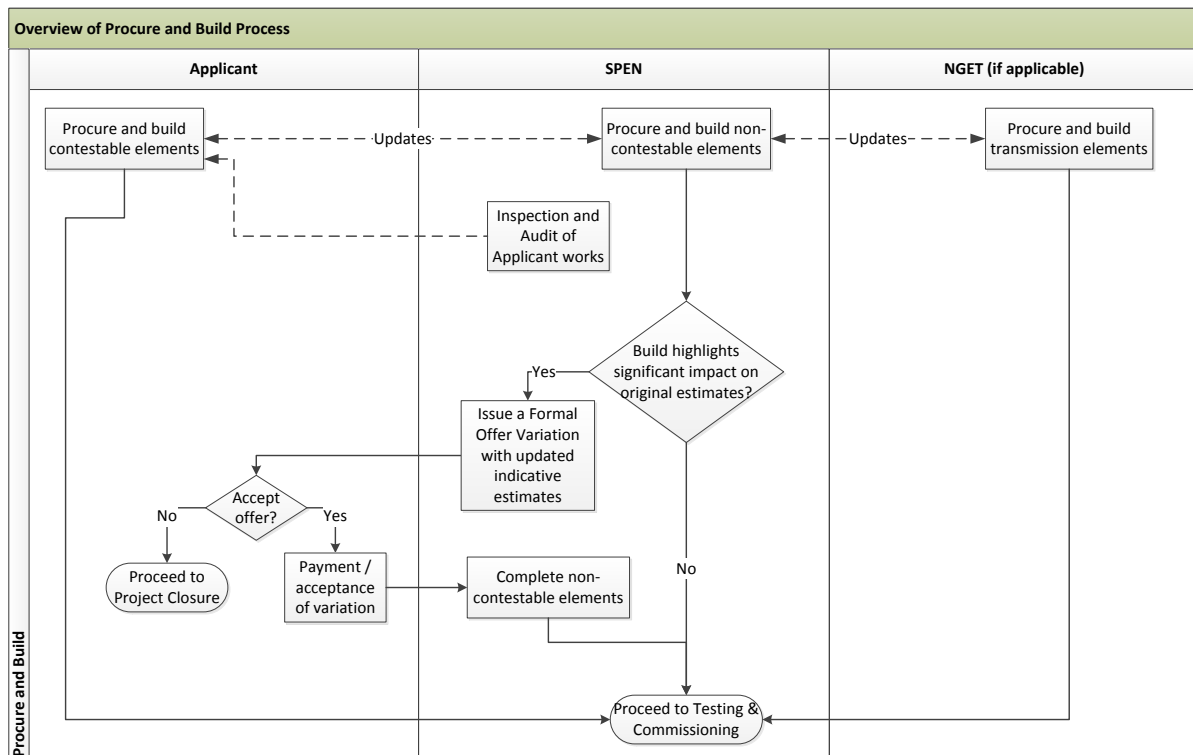 Overview of Procure and Build Process
Applicant
SPEN
NGET (if applicable)
Procure and build
contestable elements
Updates
Procure and build non-
contestable elements
Updates
Procure and build
transmission elements
Inspection and
Audit of
Applicant works
Build highlights
significant impact on
original estimates?
Yes
Issue a Formal
Offer Variation
with updated
indicative
estimates
Accept
offer?
No
Yes
Proceed to
Project Closure
Payment /
acceptance
of variation
Complete non-
contestable elements
No
Proceed to Testing &
Commissioning
Procure and Build